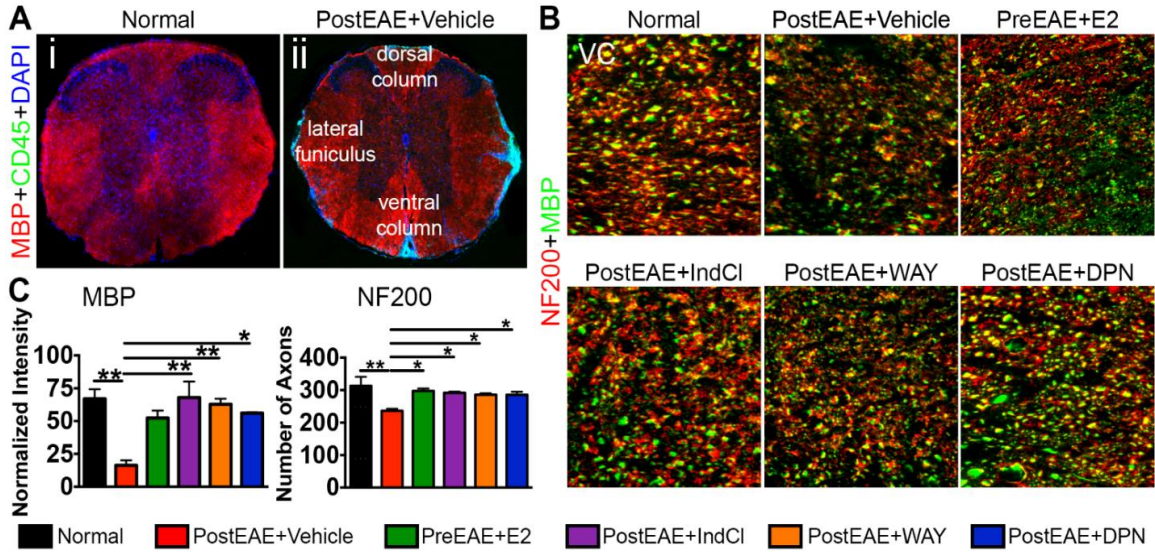 A
Normal
PostEAE+Vehicle
MBP+CD45+DAPI
i
ii
dorsal
column
lateral
funiculus
ventral
column
B
Normal
PostEAE+Vehicle
PreEAE+E2
VC
NF200+MBP
PostEAE+IndCl
PostEAE+WAY
PostEAE+DPN
C
MBP
Normalized Intensity
100
75
50
25
0
**
**
**
*
NF200
Number of Axons
400
300
200
100
0
**
*
*
*
*
Normal
PostEAE+Vehicle
PreEAE+E2
PostEAE+IndCl
PostEAE+WAY
PostEAE+DPN